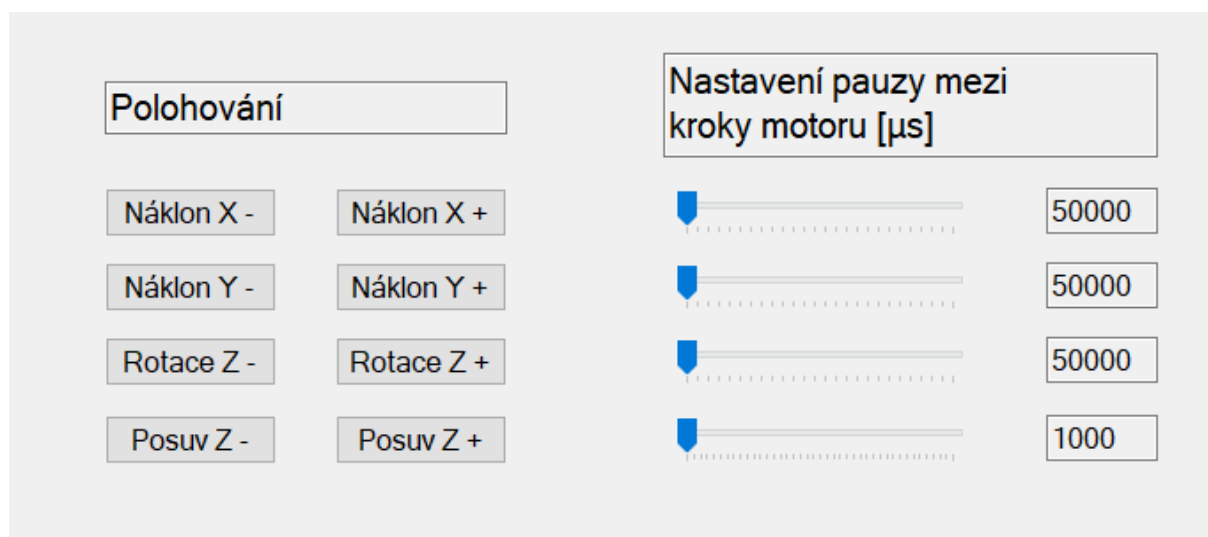 Polohování
Nastavení pauzy mezi
kroky motoru [µs]
Náklon X - Náklon X + 50000
Náklon Y - Náklon Y + 50000
Rotace Z - Rotace Z + 50000
Posuv Z - Posuv Z + 1000